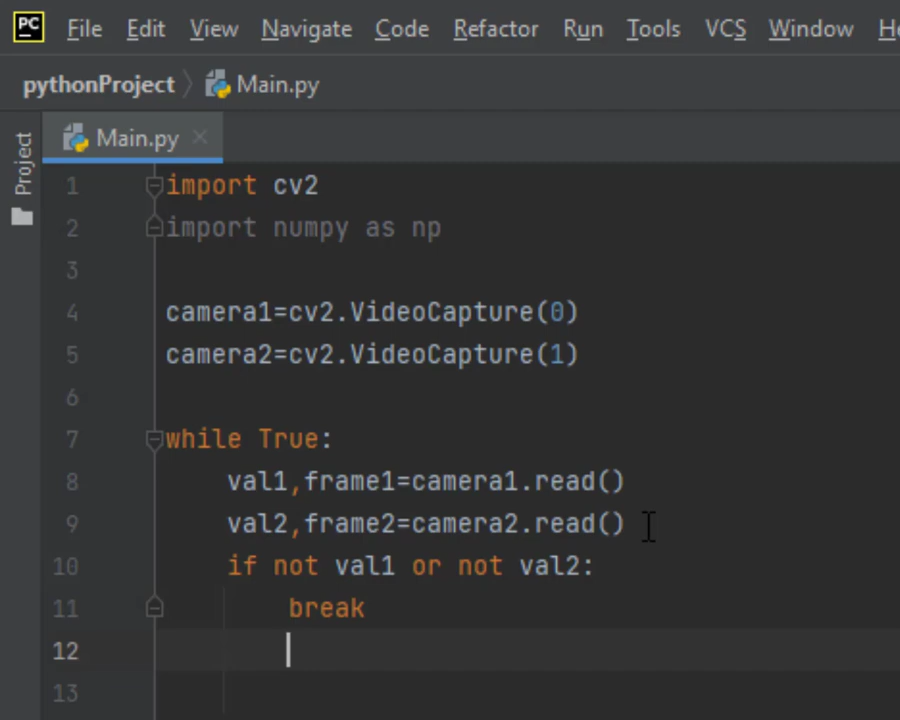 PC File Edit View Navigate Code Refactor Run Tools VCS Window
pythonProject Main.py
Main.py
Project
1 import cv2
2 import numpy as np
3
4 camera1=cv2.VideoCapture(0)
5 camera2=cv2.VideoCapture(1)
6
7 while True:
8 val1,frame1=camera1.read()
9 val2,frame2=camera2.read()
10 if not val1 or not val2:
11 break
12
13